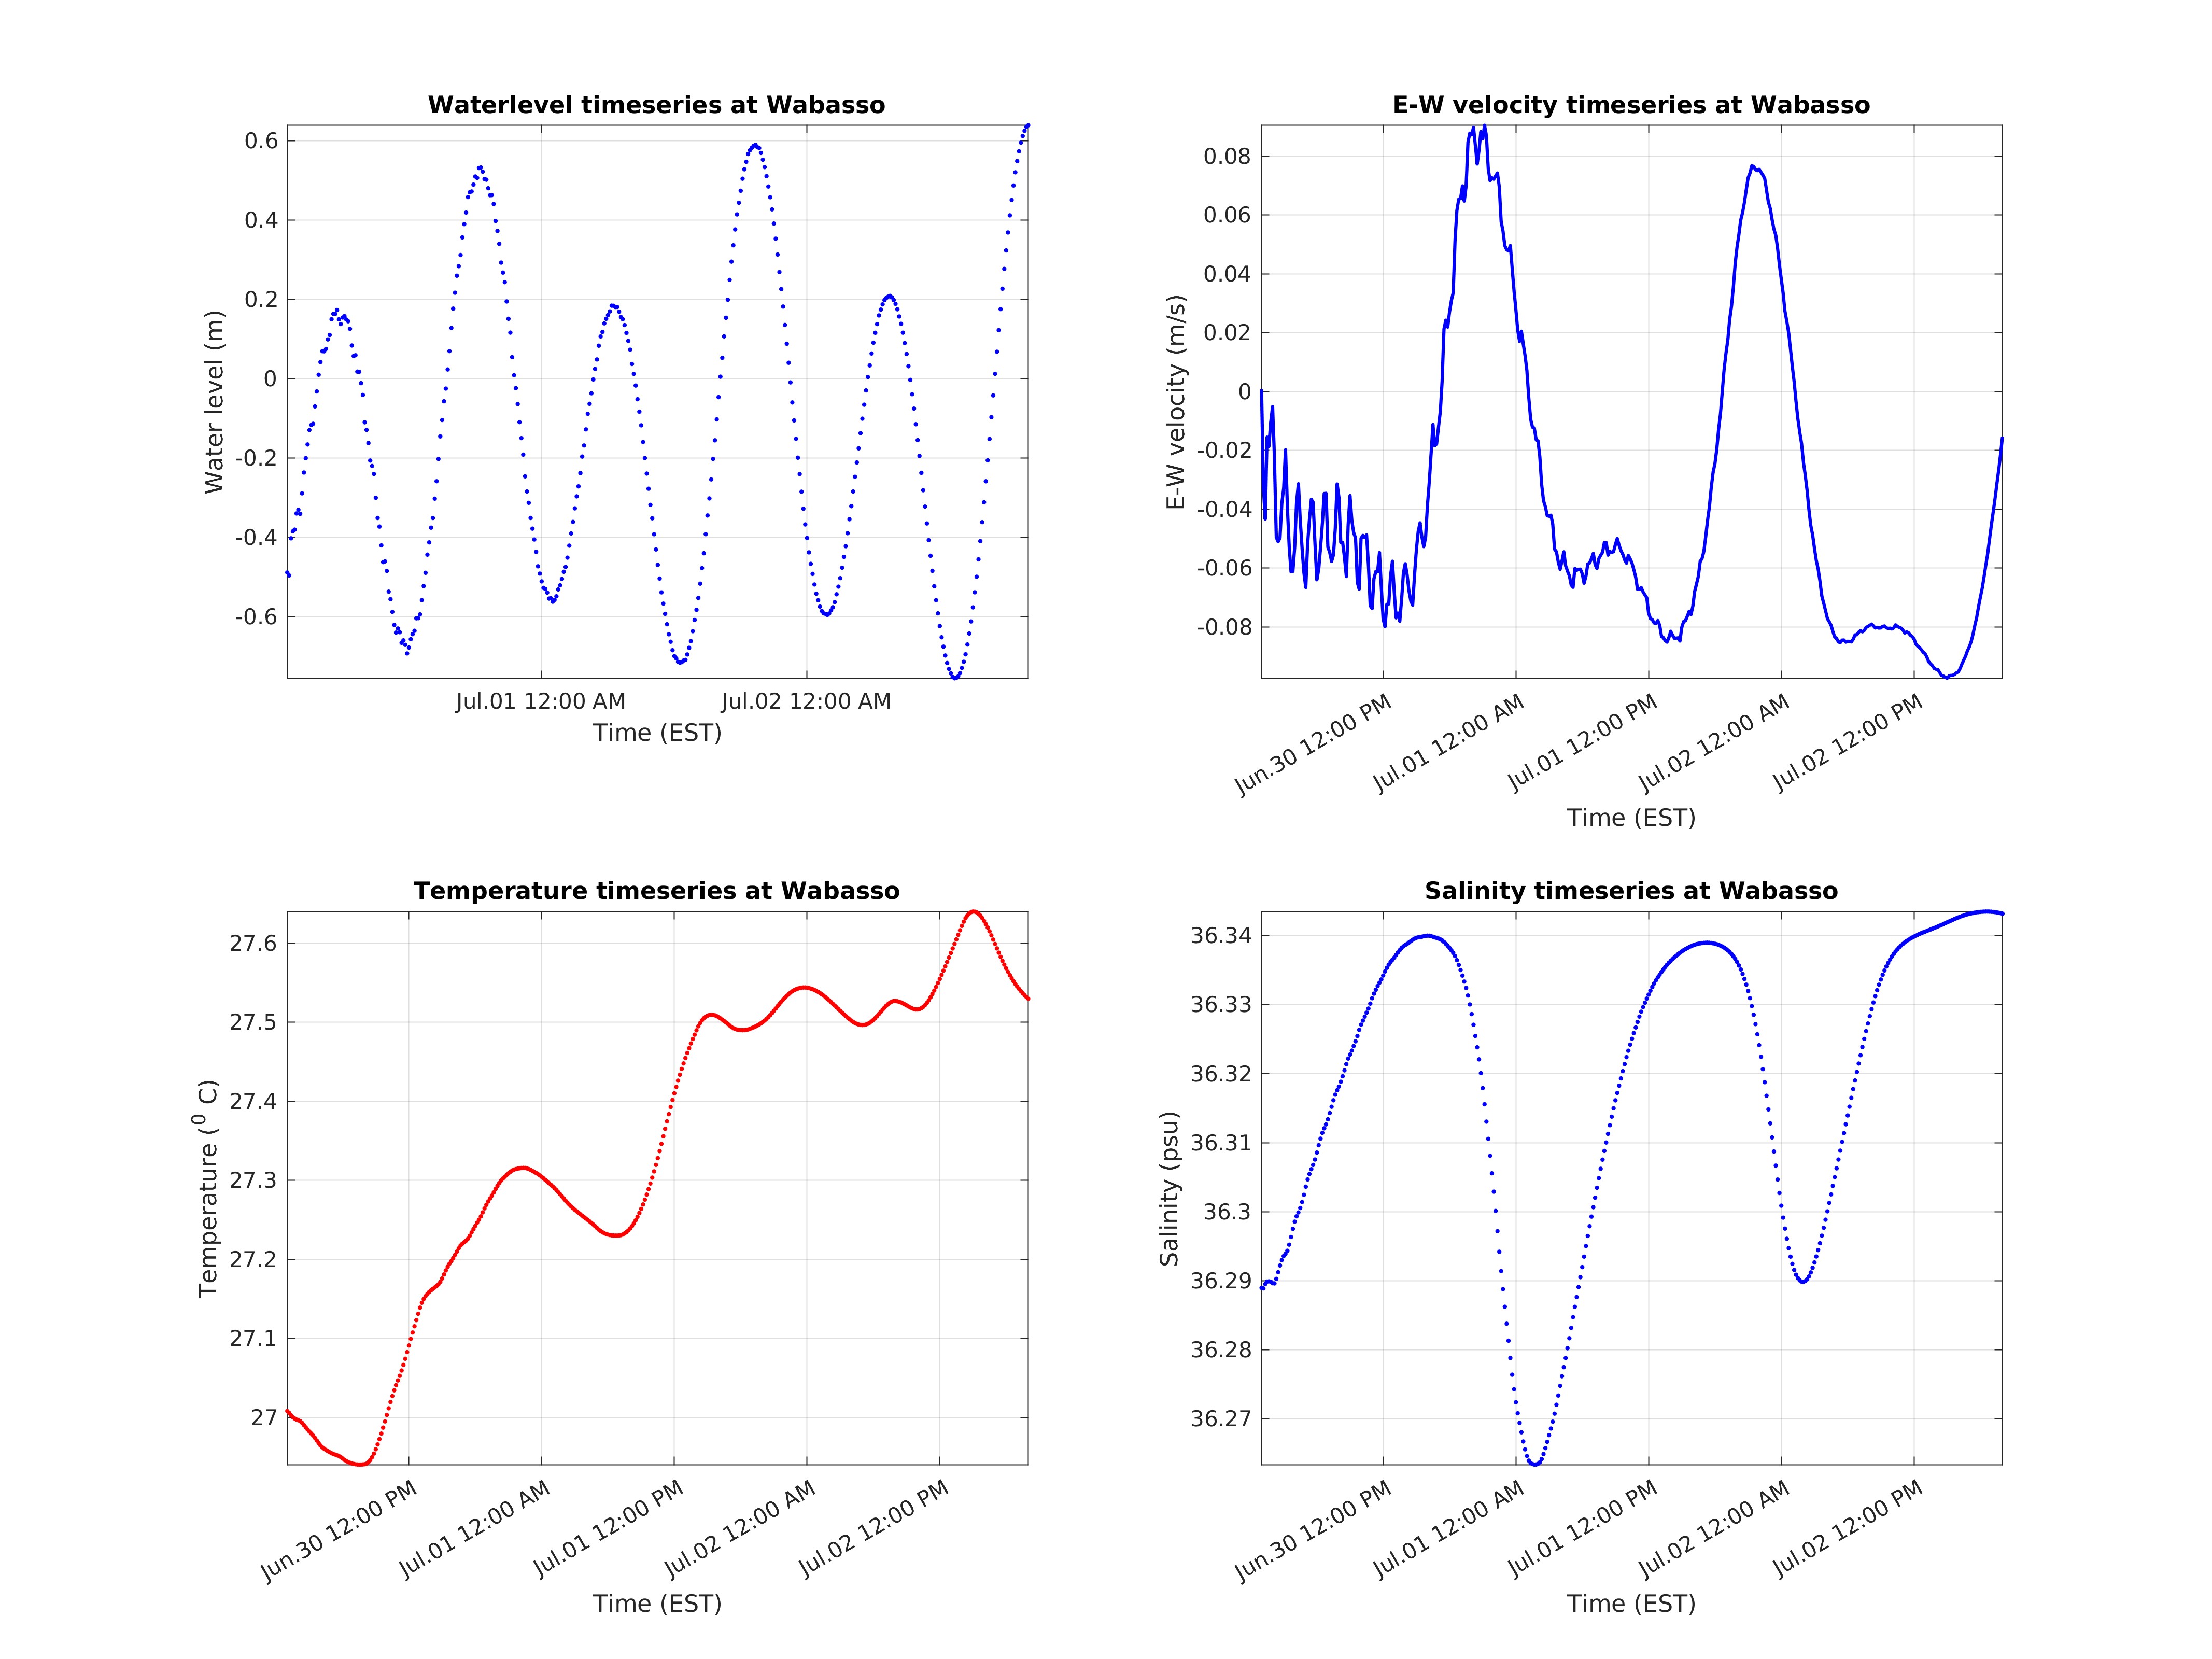 Waterlevel timeseries at Wabasso
0.6
0.4
0.2
0
-0.2
-0.4
-0.6
Water level (m)
Jul.01 12:00 AM
Jul.02 12:00 AM
Time (EST)
E-W velocity timeseries at Wabasso
0.08
0.06
0.04
0.02
0
-0.02
-0.04
-0.06
-0.08
E-W velocity (m/s)
Jun.30 12:00 PM
Jul.01 12:00 AM
Jul.01 12:00 PM
Jul.02 12:00 AM
Jul.02 12:00 PM
Time (EST)
Temperature timeseries at Wabasso
27.6
27.5
27.4
27.3
27.2
27.1
27
Temperature (⁰ C)
Jun.30 12:00 PM
Jul.01 12:00 AM
Jul.01 12:00 PM
Jul.02 12:00 AM
Jul.02 12:00 PM
Time (EST)
Salinity timeseries at Wabasso
36.34
36.33
36.32
36.31
36.3
36.29
36.28
36.27
Salinity (psu)
Jun.30 12:00 PM
Jul.01 12:00 AM
Jul.01 12:00 PM
Jul.02 12:00 AM
Jul.02 12:00 PM
Time (EST)